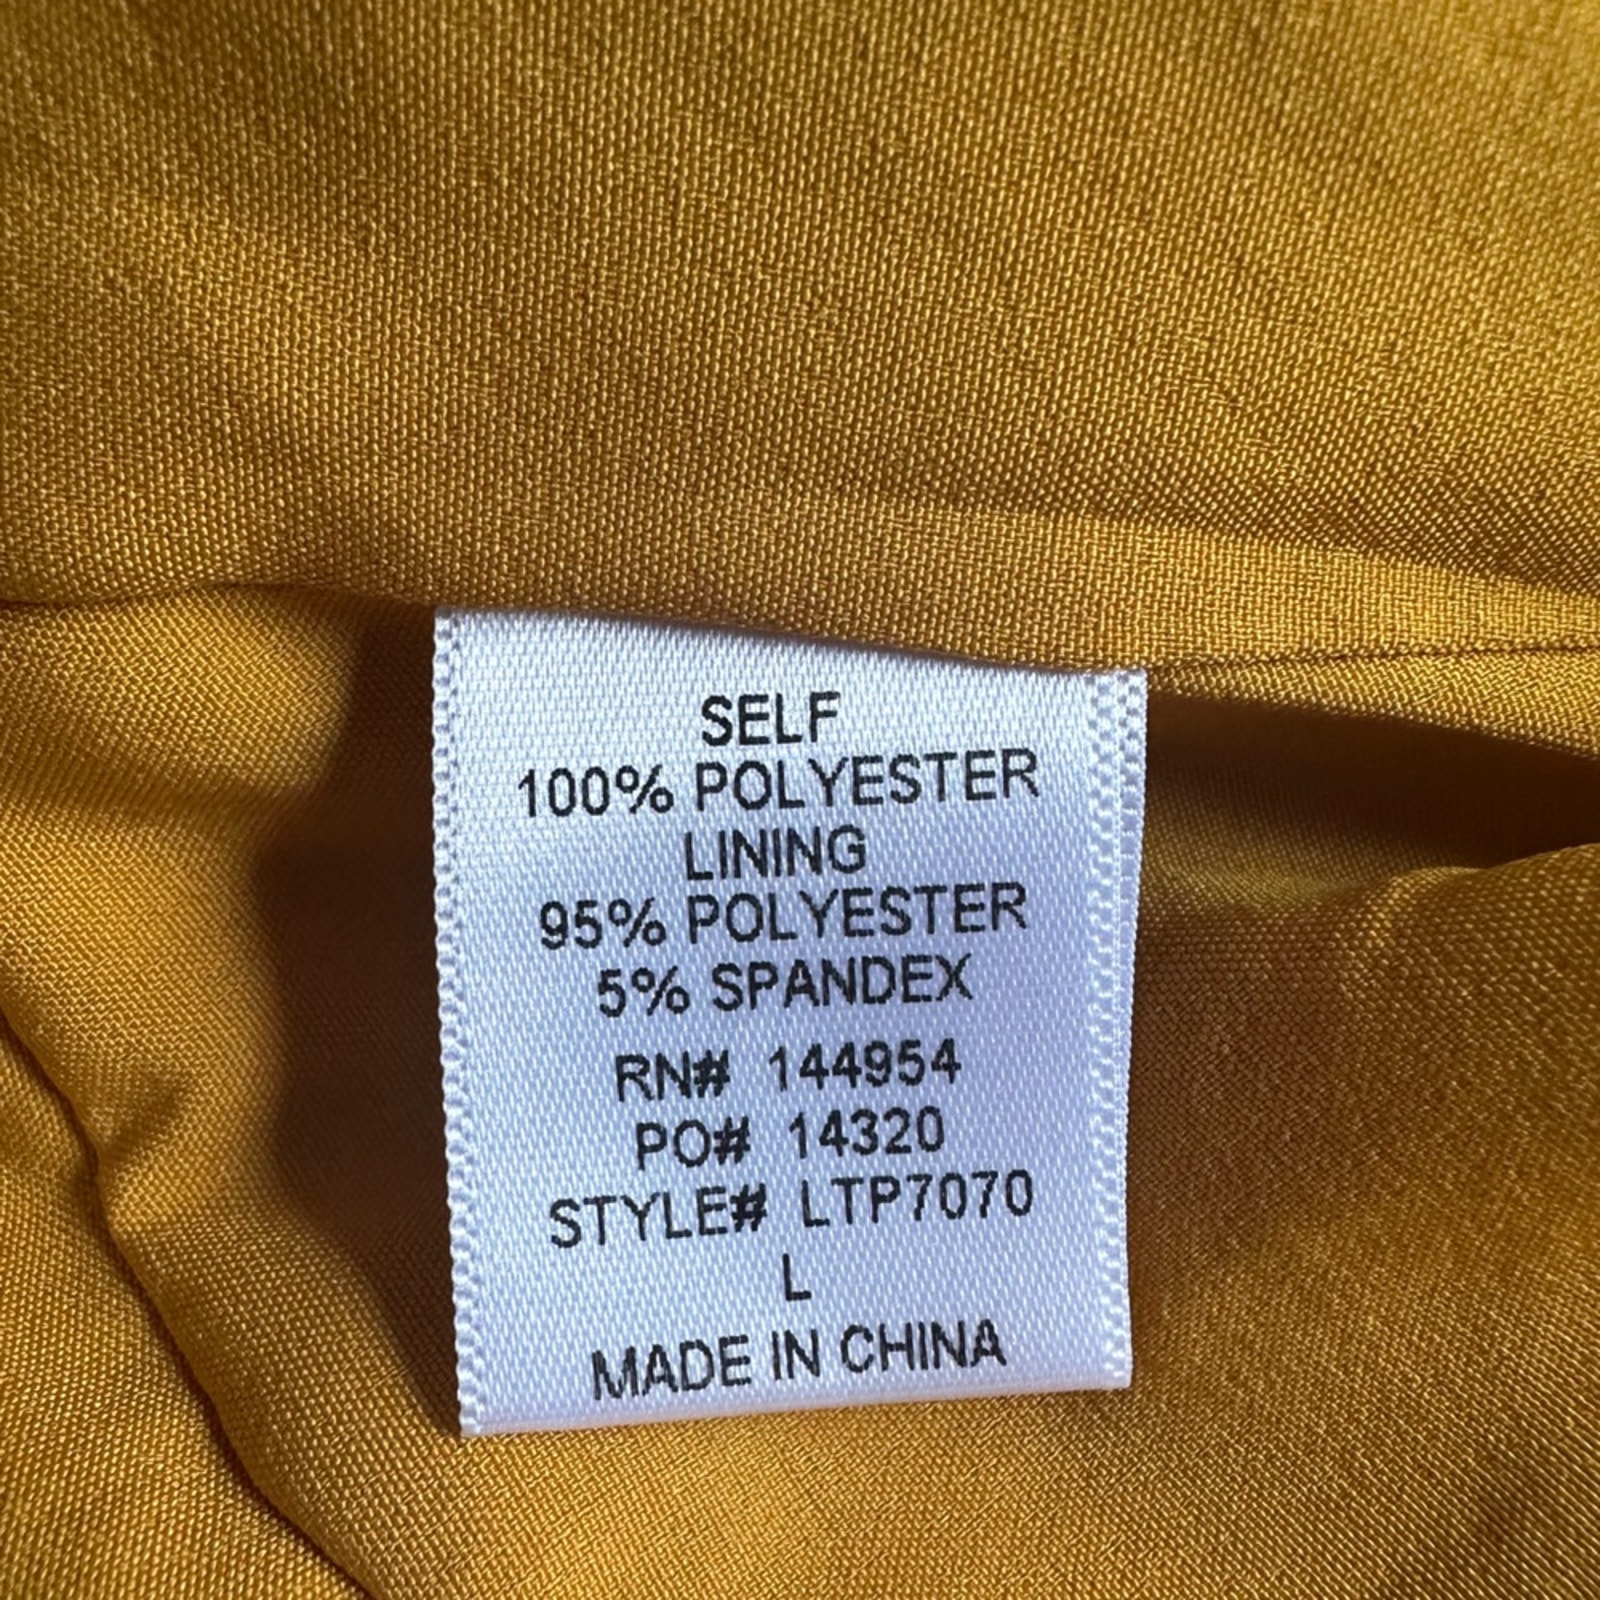 SELF
100% POLYESTER
LINING
95% POLYESTER
5% SPANDEX
RN# 144954
PO# 14320
STYLE# LTP7070
L
MADE IN CHINA